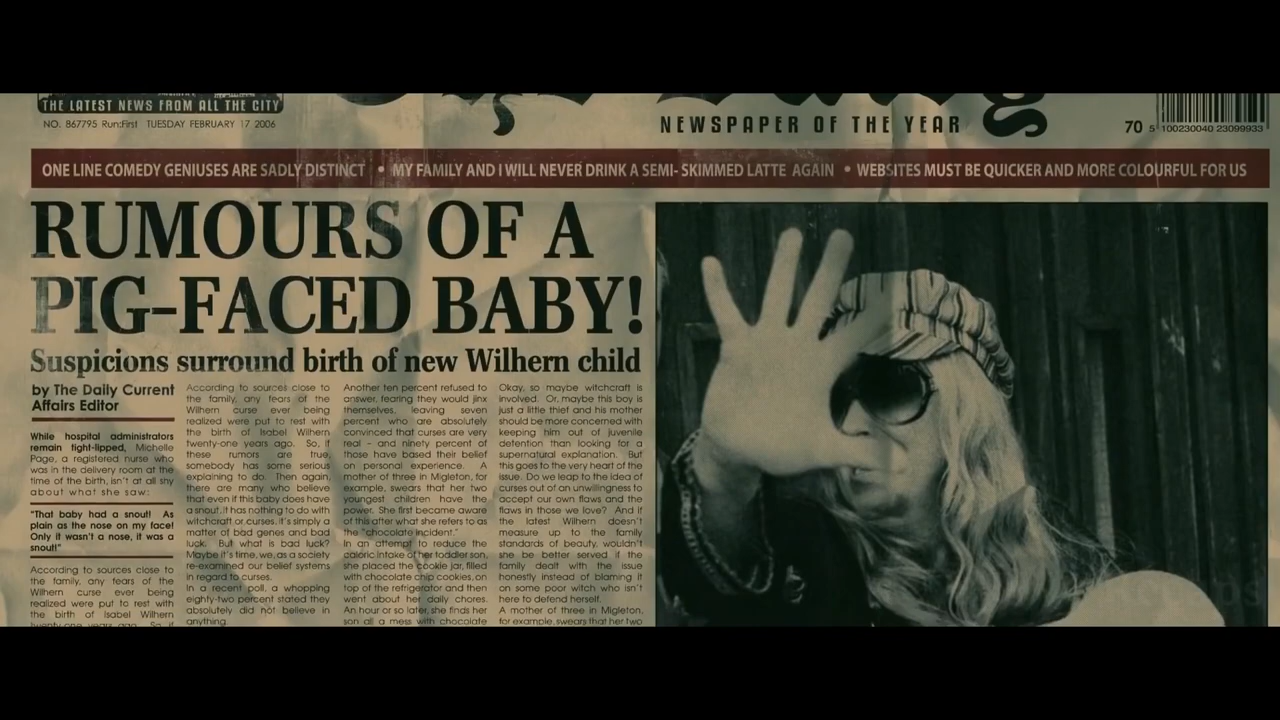 THE LATEST NEWS FROM ALL THE CITY
NO. 867795 Run:First TUESDAY FEBRUARY 17 2006
NEWSPAPER OF THE YEAR
70 5 100230040 23099933
ONE LINE COMEDY GENIUSES ARE SADLY DISTINCT • MY FAMILY AND I WILL NEVER DRINK A SEMI- SKIMMED LATTE AGAIN • WEBSITES MUST BE QUICKER AND MORE COLOURFUL FOR US
RUMOURS OF A
PIG-FACED BABY!
Suspicions surround birth of new Wilhern child
by The Daily Current
Affairs Editor
While hospital administrators
remain tight-lipped, Michelle
Page, a registered nurse who
was in the delivery room at the
time of the birth, isn't at all shy
about what she saw:
"That baby had a snout! As
plain as the nose on my face!
Only it wasn't a nose, it was a
snout!"
According to sources close to
the family, any fears of the
Wilhern curse ever being
realized were put to rest with
the birth of Isabel Wilhern
twenty-one years ago. So, if
According to sources close to
the family, any fears of the
Wilhern curse ever being
realized were put to rest with
the birth of Isabel Wilhern
twenty-one years ago. So, if
these rumors are true,
somebody has some serious
explaining to do. Then again,
there are many who believe
that even if this baby does have
a snout, it has nothing to do with
witchcraft or curses, it's simply a
matter of bad genes and bad
luck. But what is bad luck?
Maybe it's time, we, as a society
re-examined our belief systems
in regard to curses.
In a recent poll, a whopping
eighty-two percent stated they
absolutely did not believe in
anything.
Another ten percent refused to
answer, fearing they would jinx
themselves, leaving seven
percent who are absolutely
convinced that curses are very
real - and ninety percent of
those have based their belief
on personal experience. A
mother of three in Migleton, for
example, swears that her two
youngest children have the
power. She first became aware
of this after what she refers to as
the "chocolate incident."
In an attempt to reduce the
caloric intake of her toddler son,
she placed the cookie jar, filled
with chocolate chip cookies, on
top of the refrigerator and then
went about her daily chores.
An hour or so later, she finds her
son all a mess with chocolate
Okay, so maybe witchcraft is
involved. Or, maybe this boy is
just a little thief and his mother
should be more concerned with
keeping him out of juvenile
detention than looking for a
supernatural explanation. But
this goes to the very heart of the
issue. Do we leap to the idea of
curses out of an unwillingness to
accept our own flaws and the
flaws in those we love? And if
the latest Wilhern doesn't
measure up to the family
standards of beauty, wouldn't
she be better served if the
family dealt with the issue
honestly instead of blaming it
on some poor witch who isn't
here to defend herself.
A mother of three in Migleton,
for example, swears that her two